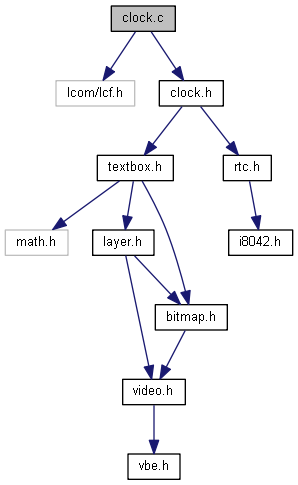 clock.c
lcom/lcf.h
clock.h
textbox.h
rtc.h
math.h
layer.h
i8042.h
bitmap.h
video.h
vbe.h